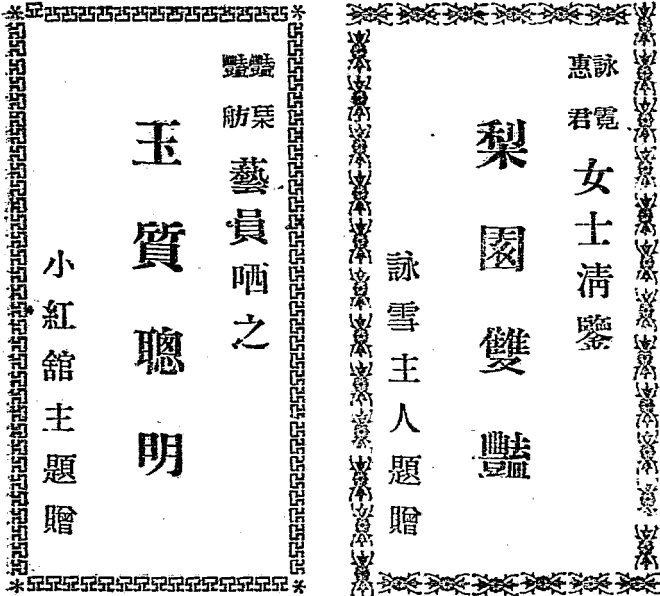 詠霓
惠君
女士清鑒
梨園雙豔
詠雪主人題贈
豔琹
豔舫
藝員哂之
玉質聰明
小紅舘主題贈